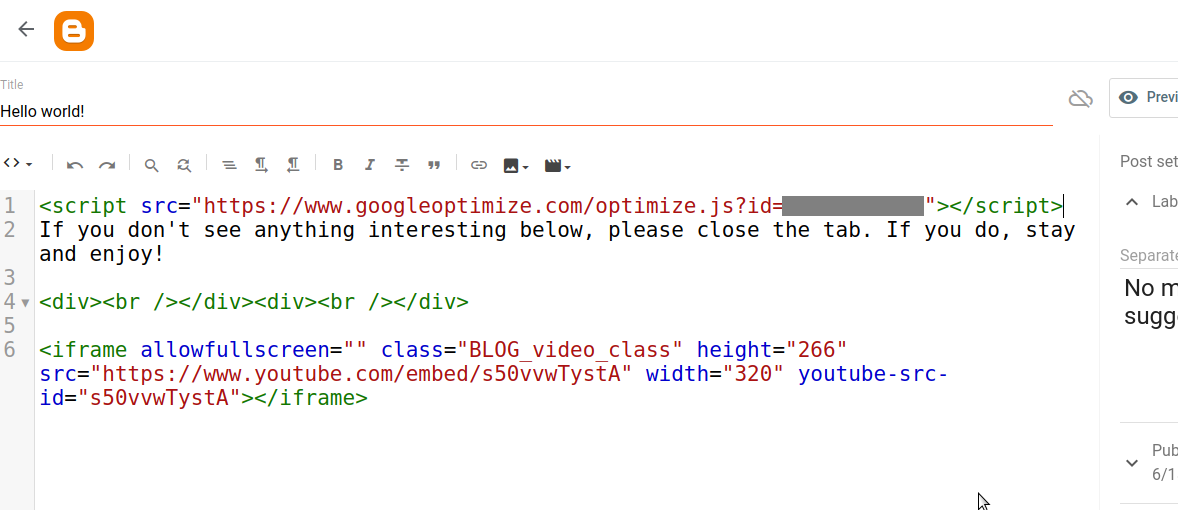 Title
Hello world!
Previ
Post set
1 <script src="https://www.googleoptimize.com/optimize.js?id= "></script>
2 If you don't see anything interesting below, please close the tab. If you do, stay
and enjoy!
3
4 <div><br /></div><div><br /></div>
5
6 <iframe allowfullscreen="" class="BLOG_video_class" height="266"
src="https://www.youtube.com/embed/s50vvwTystA" width="320" youtube-src-
id="s50vvwTystA"></iframe>
Lab
Separate
No m
sugg
Pub
6/1